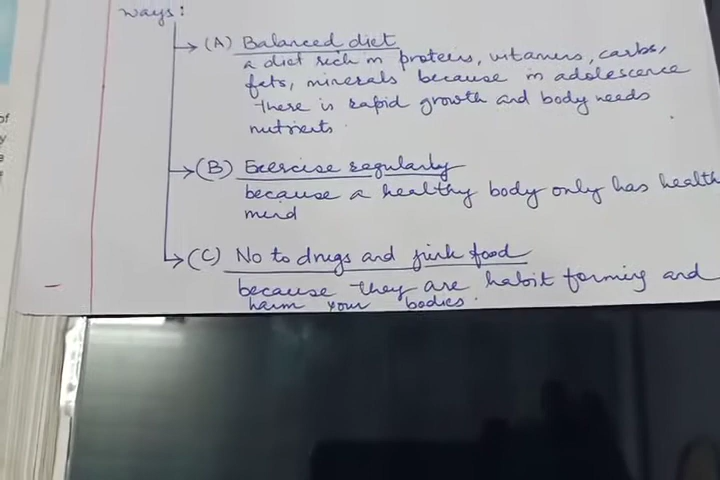 ways:
(A) Balanced diet
a diet rich in proteins, vitamins, carbs,
fats, minerals because in adolescence
there is rapid growth and body needs
nutrients.
(B) Exercise regularly
because a healthy body only has health
mind
(C) No to drugs and junk food
because they are habit forming and
harm your bodies.
of
y
e